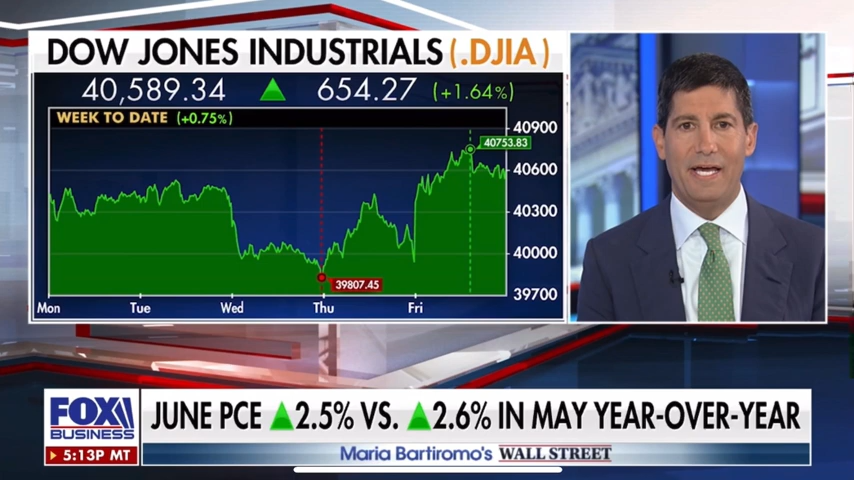 DOW JONES INDUSTRIALS (.DJIA)
40,589.34 ▲ 654.27 (+1.64%)
WEEK TO DATE (+0.75%)
40900
40753.83
40600
40300
40000
39807.45
39700
Mon Tue Wed Thu Fri
FOX BUSINESS
5:13P MT
JUNE PCE ▲2.5% VS. ▲2.6% IN MAY YEAR-OVER-YEAR
Maria Bartiromo's WALL STREET